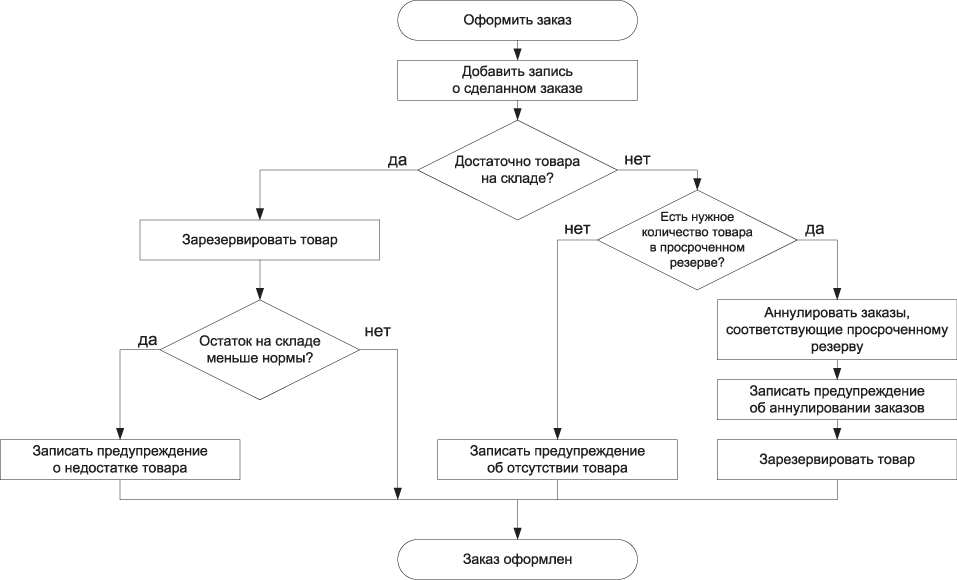 Оформить заказ
Добавить запись
о сделанном заказе
да
Достаточно товара
на складе?
нет
Зарезервировать товар
нет
Есть нужное
количество товара
в просроченном
резерве?
да
да
Остаток на складе
меньше нормы?
нет
Аннулировать заказы,
соответствующие просроченному
резерву
Записать предупреждение
об аннулировании заказов
Записать предупреждение
о недостатке товара
Записать предупреждение
об отсутствии товара
Зарезервировать товар
Заказ оформлен